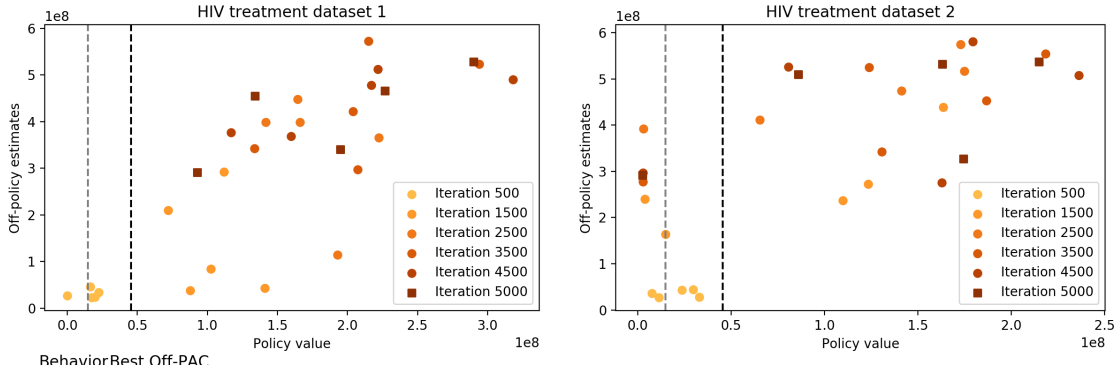 HIV treatment dataset 1
1e8
6
5
4
3
2
1
0
Off-policy estimates
Iteration 500
Iteration 1500
Iteration 2500
Iteration 3500
Iteration 4500
Iteration 5000
0.0 0.5 1.0 1.5 2.0 2.5 3.0
Policy value
1e8
BehaviorBest Off-PAC
HIV treatment dataset 2
1e8
6
5
4
3
2
1
0
Off-policy estimates
Iteration 500
Iteration 1500
Iteration 2500
Iteration 3500
Iteration 4500
Iteration 5000
0.0 0.5 1.0 1.5 2.0 2.5
Policy value
1e8